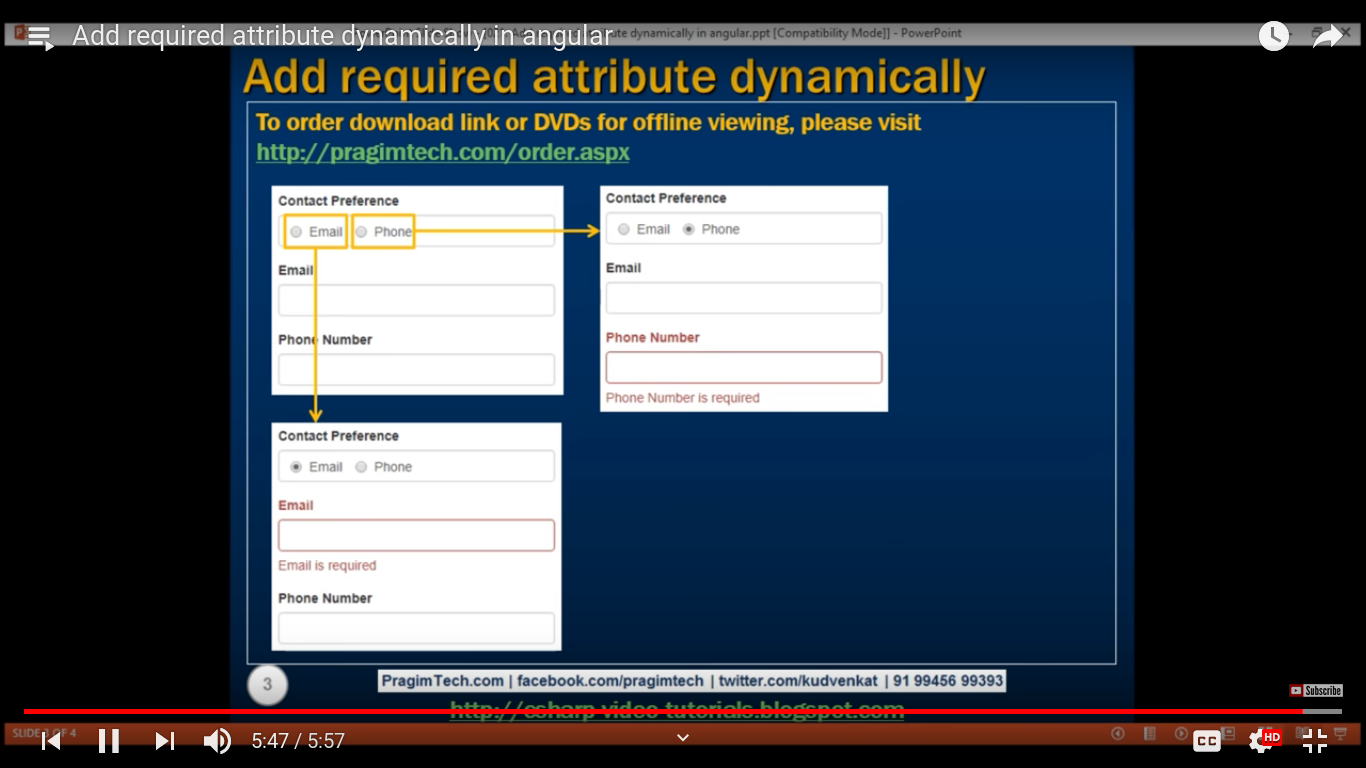 Add required attribute dynamically in angular
ute dynamically in angular.ppt [Compatibility Mode]] - PowerPoint
Add required attribute dynamically
To order download link or DVDs for offline viewing, please visit
http://pragimtech.com/order.aspx
Contact Preference
Email Phone
Email
Phone Number
Contact Preference
Email Phone
Email
Phone Number
Phone Number is required
Contact Preference
Email Phone
Email
Email is required
Phone Number
3
PragimTech.com | facebook.com/pragimtech | twitter.com/kudvenkat | 91 99456 99393
Subscribe
http://csharp-video-tutorials.blogspot.com
SLIDE 3 OF 4
5:47 / 5:57
CC
HD